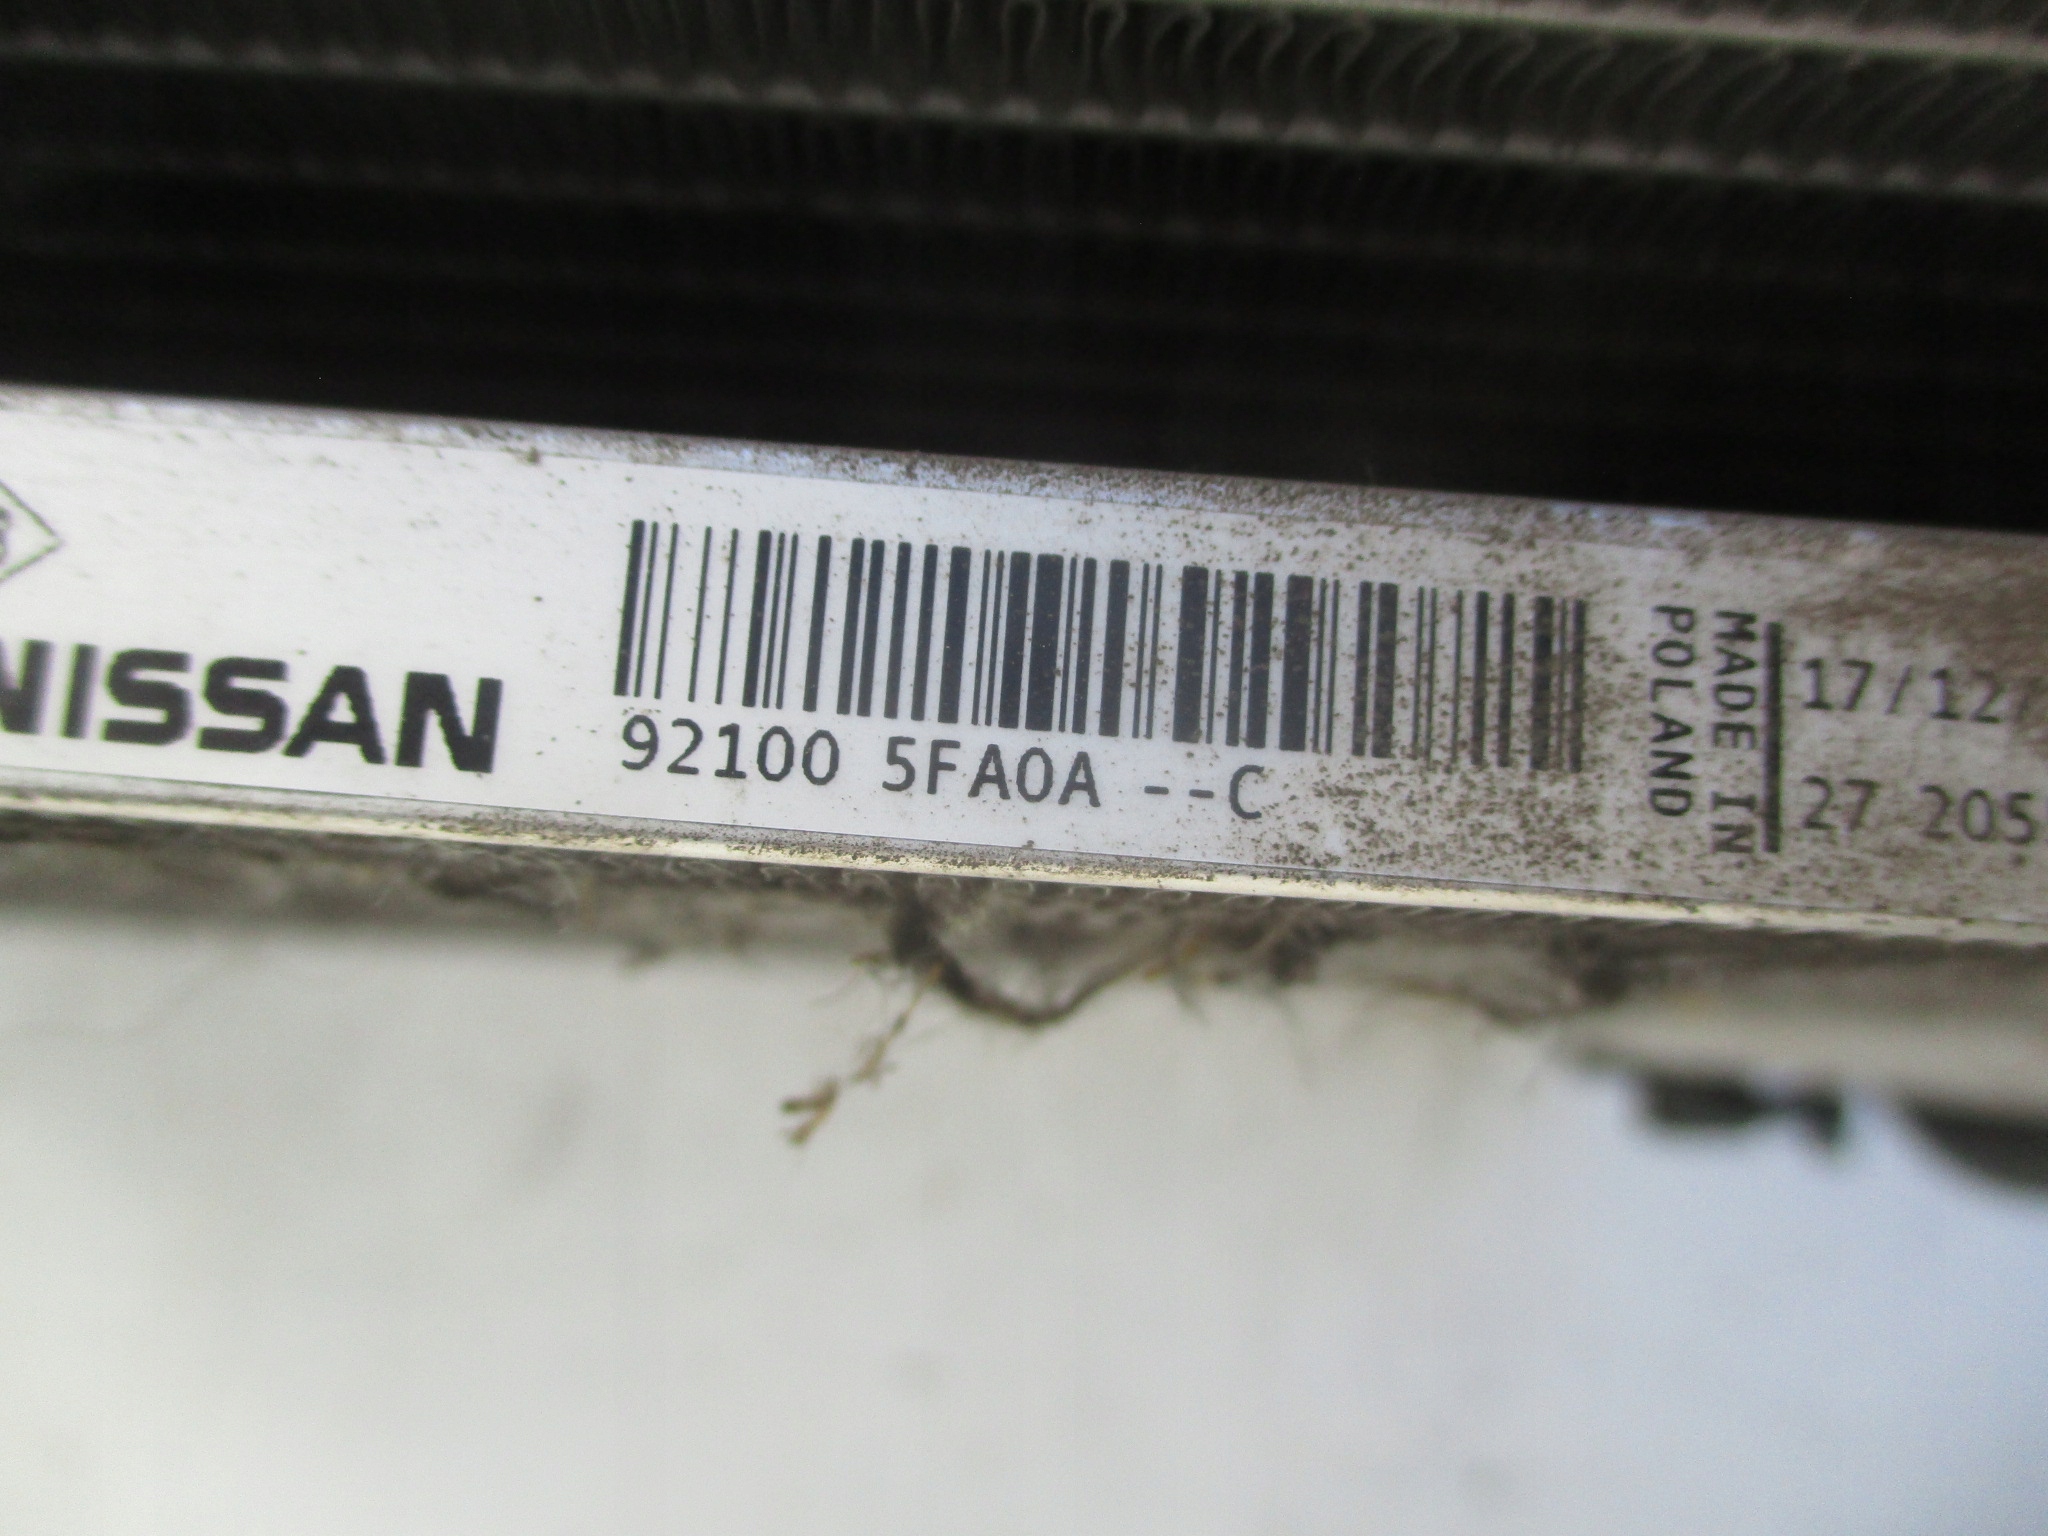 NISSAN
92100 5FA0A --C
MADE IN
POLAND
17/12
27 205